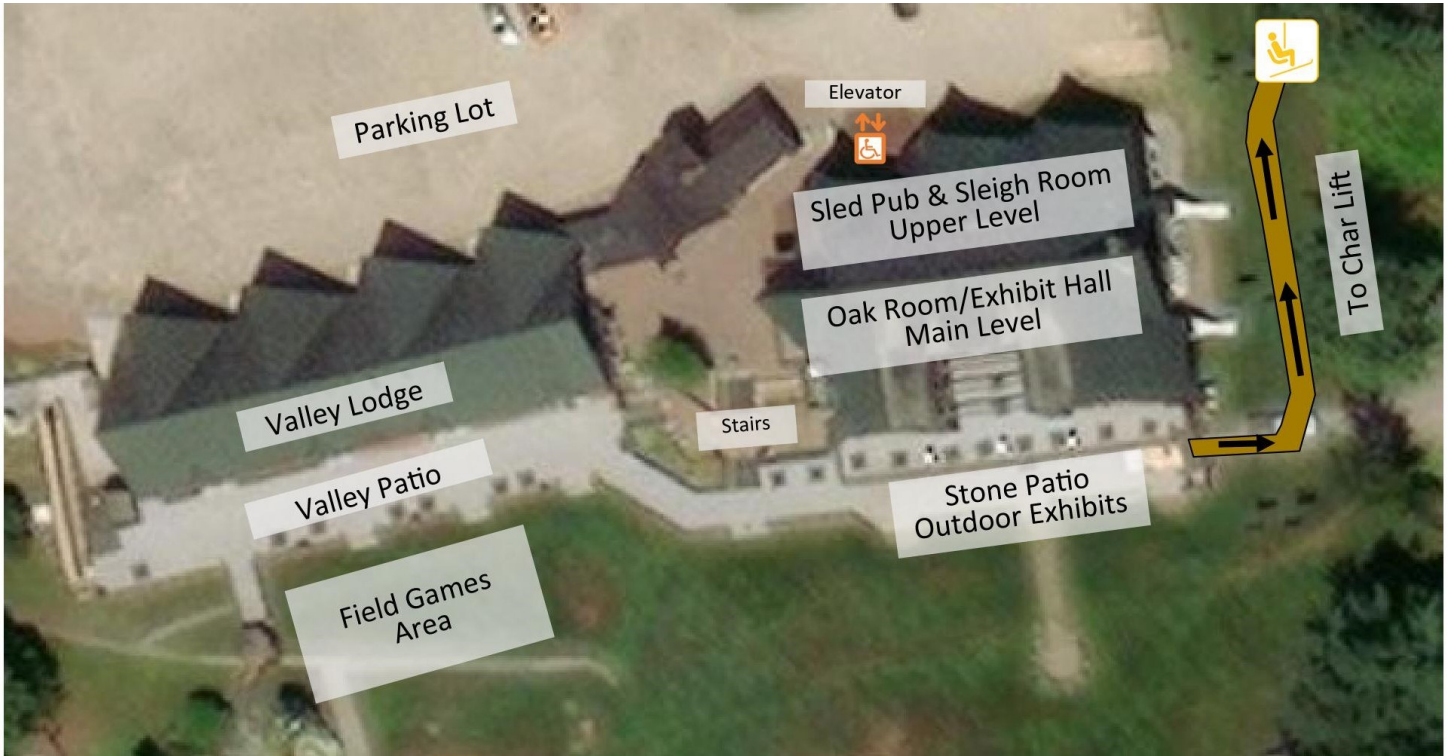 Parking Lot
Elevator
Sled Pub & Sleigh Room
Upper Level
To Char Lift
Oak Room/Exhibit Hall
Main Level
Valley Lodge
Stairs
Valley Patio
Stone Patio
Outdoor Exhibits
Field Games
Area